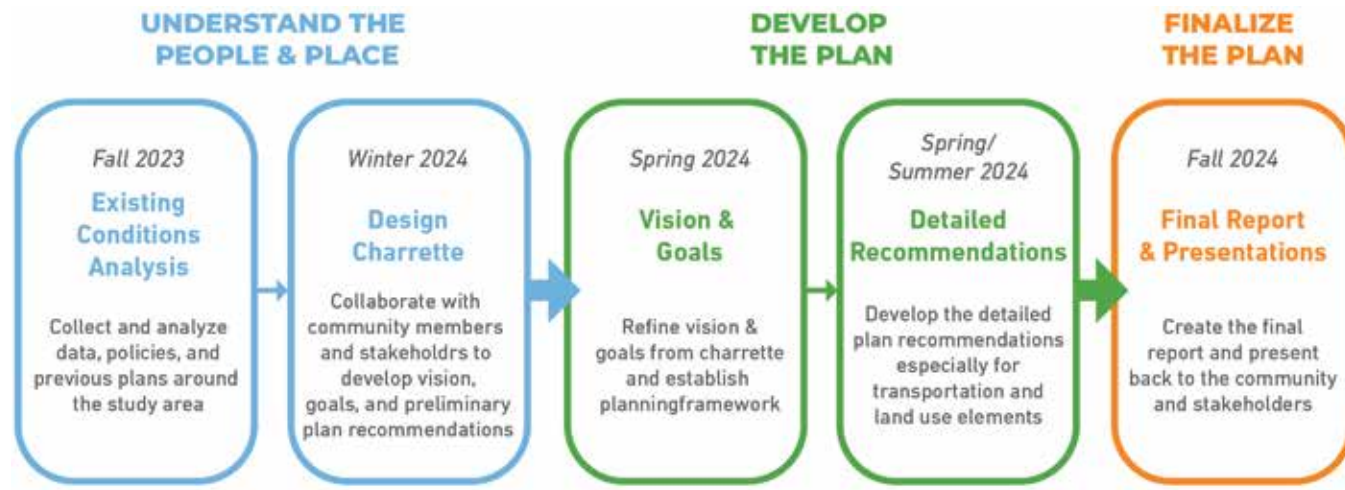 UNDERSTAND THE
PEOPLE & PLACE
DEVELOP
THE PLAN
FINALIZE
THE PLAN
Fall 2023
Existing
Conditions
Analysis
Collect and analyze
data, policies, and
previous plans around
the study area
Winter 2024
Design
Charrette
Collaborate with
community members
and stakeholdrs to
develop vision,
goals, and preliminary
plan recommendations
Spring 2024
Vision &
Goals
Refine vision &
goals from charrette
and establish
planningframework
Spring/
Summer 2024
Detailed
Recommendations
Develop the detailed
plan recommendations
especially for
transportation and
land use elements
Fall 2024
Final Report
& Presentations
Create the final
report and present
back to the community
and stakeholders